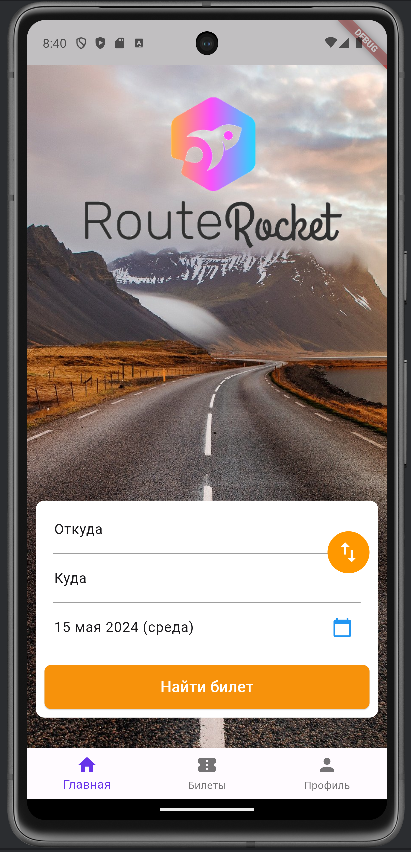 8:40
DEBUG
RouteRocket
Откуда
Куда
15 мая 2024 (среда)
Найти билет
Главная
Билеты
Профиль